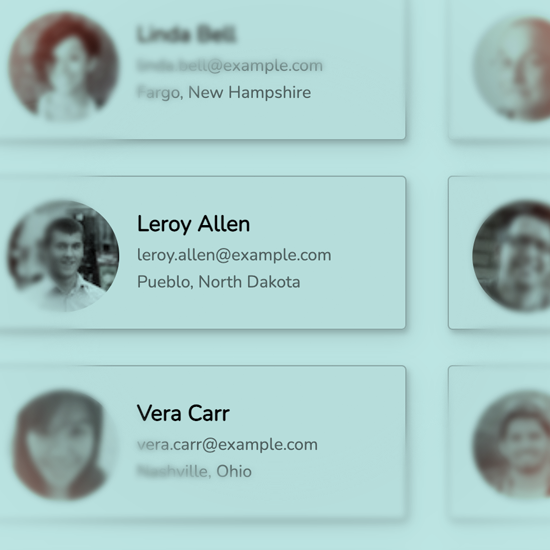 Linda Bell
linda.bell@example.com
Fargo, New Hampshire
Leroy Allen
leroy.allen@example.com
Pueblo, North Dakota
Vera Carr
vera.carr@example.com
Nashville, Ohio